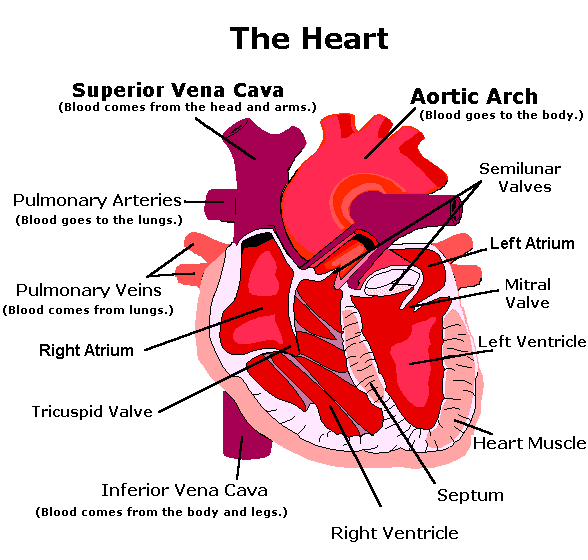 The Heart
Superior Vena Cava
(Blood comes from the head and arms.)
Aortic Arch
(Blood goes to the body.)
Semilunar
Valves
Pulmonary Arteries
(Blood goes to the lungs.)
Left Atrium
Pulmonary Veins
(Blood comes from lungs.)
Mitral
Valve
Right Atrium
Left Ventricle
Tricuspid Valve
Heart Muscle
Inferior Vena Cava
(Blood comes from the body and legs.)
Septum
Right Ventricle